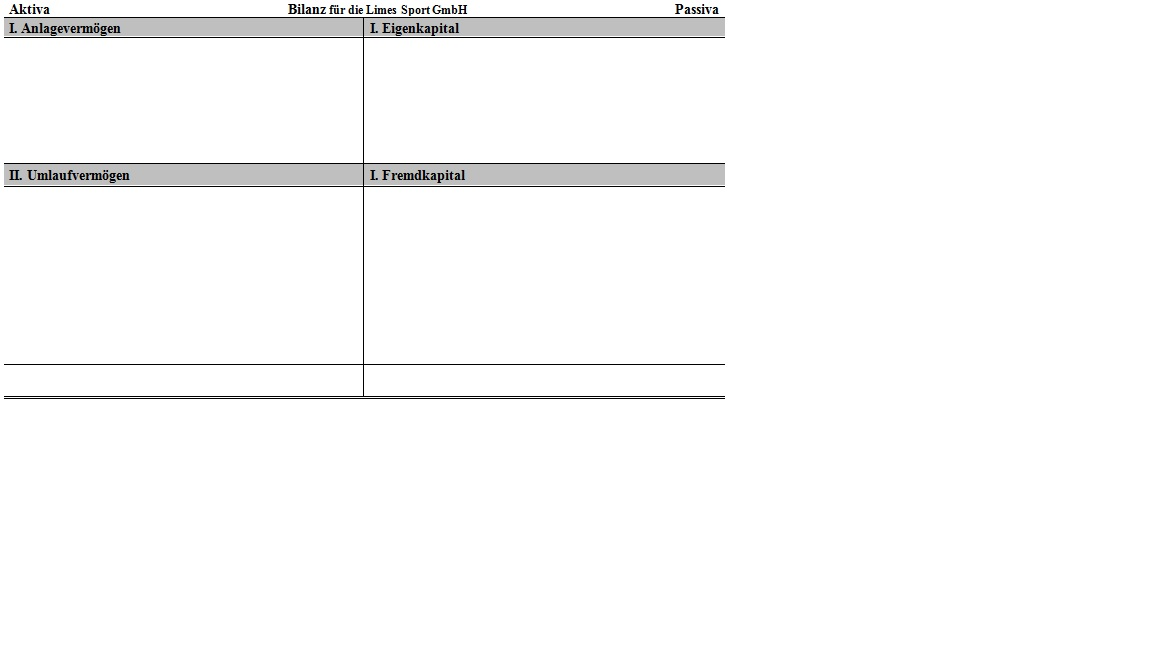 Aktiva Bilanz für die Limes Sport GmbH Passiva
I. Anlagevermögen I. Eigenkapital
II. Umlaufvermögen I. Fremdkapital